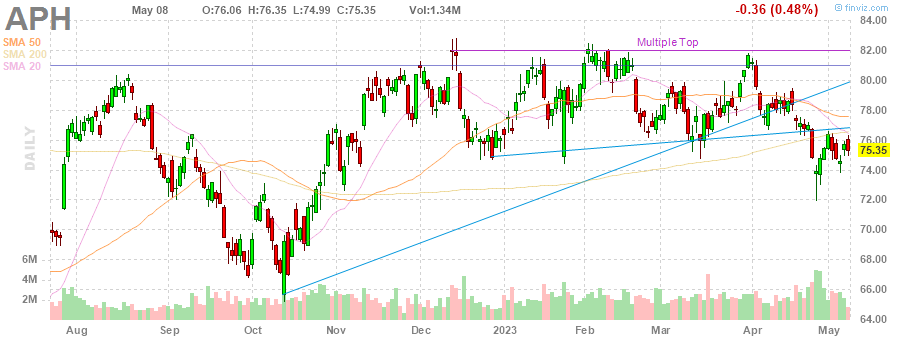 APH May 08 O:76.06 H:76.35 L:74.99 C:75.35 Vol:1.34M -0.36 (0.48%) finviz.com
SMA 50
SMA 200
SMA 20
Multiple Top
DAILY
84.00
82.00
80.00
78.00
76.00
75.35
74.00
72.00
70.00
68.00
66.00
64.00
6M
4M
2M
Aug Sep Oct Nov Dec 2023 Feb Mar Apr May